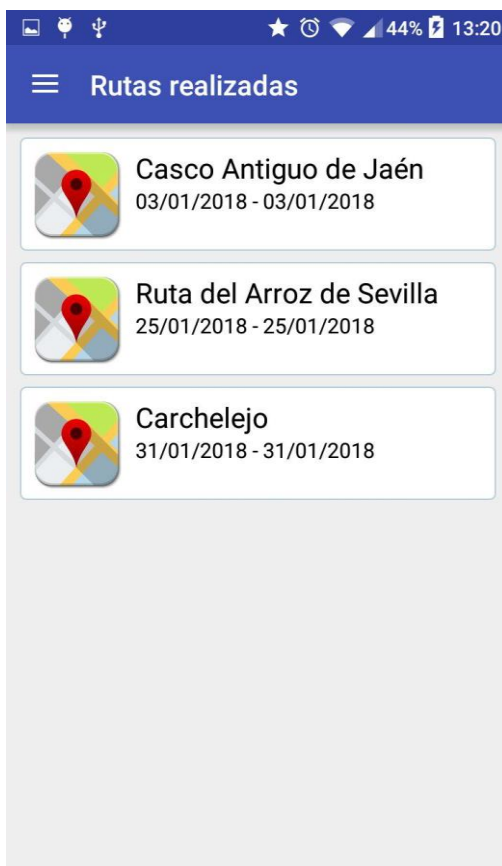 44% 13:20
Rutas realizadas
Casco Antiguo de Jaén
03/01/2018 - 03/01/2018
Ruta del Arroz de Sevilla
25/01/2018 - 25/01/2018
Carchelejo
31/01/2018 - 31/01/2018